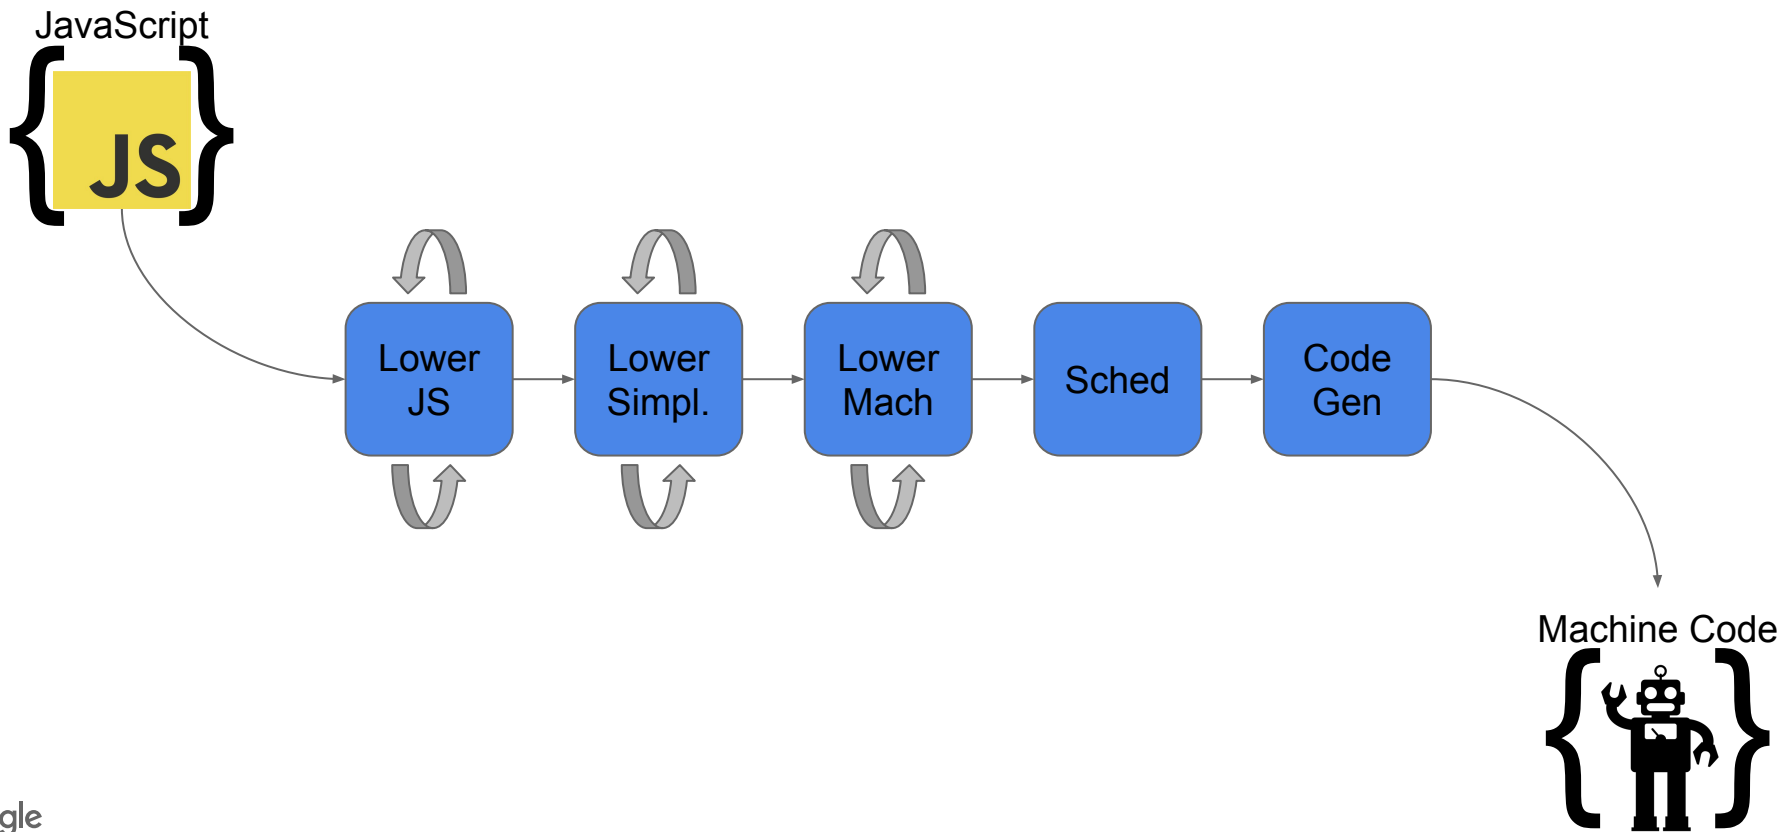 JavaScript
JS
Lower
JS
Lower
Simpl.
Lower
Mach
Sched
Code
Gen
Machine Code
gle